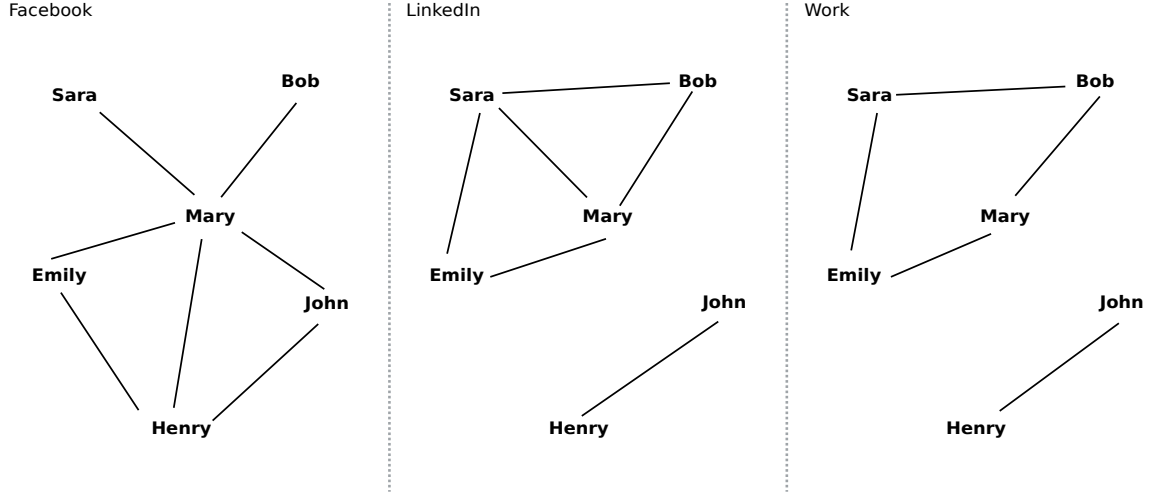 Facebook
Sara
Bob
Mary
Emily
John
Henry
LinkedIn
Sara
Bob
Mary
Emily
John
Henry
Work
Sara
Bob
Mary
Emily
John
Henry